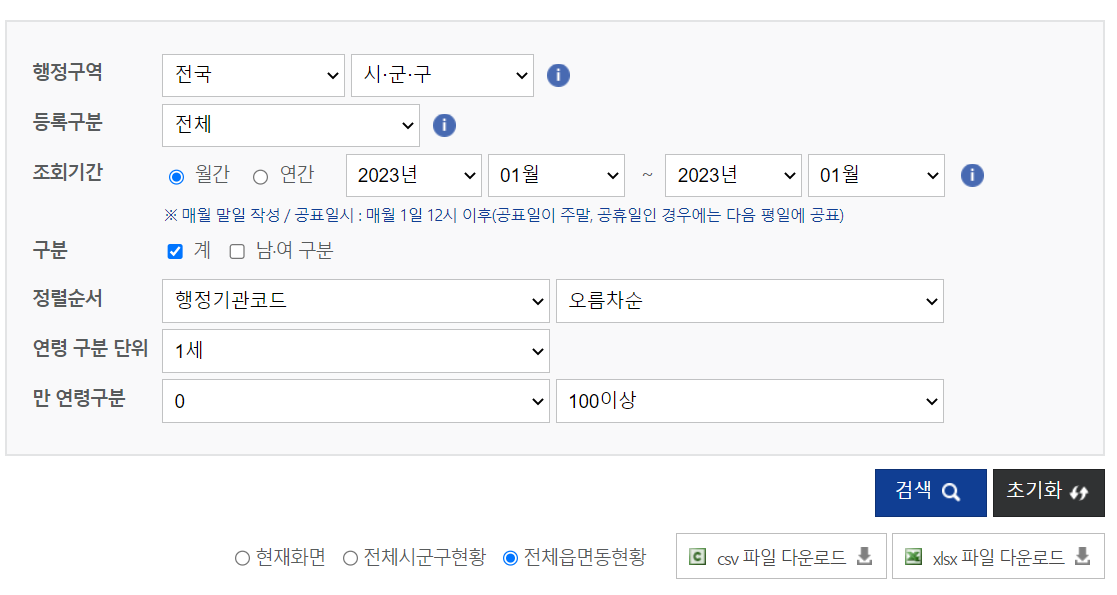 행정구역 전국 시·군·구
등록구분 전체
조회기간 월간 연간 2023년 01월 ~ 2023년 01월
※ 매월 말일 작성 / 공표일시 : 매월 1일 12시 이후(공표일이 주말, 공휴일인 경우에는 다음 평일에 공표)
구분 계 남·여 구분
정렬순서 행정기관코드 오름차순
연령 구분 단위 1세
만 연령구분 0 100이상
검색 초기화
현재화면 전체시군구현황 전체읍면동현황 csv 파일 다운로드 xlsx 파일 다운로드